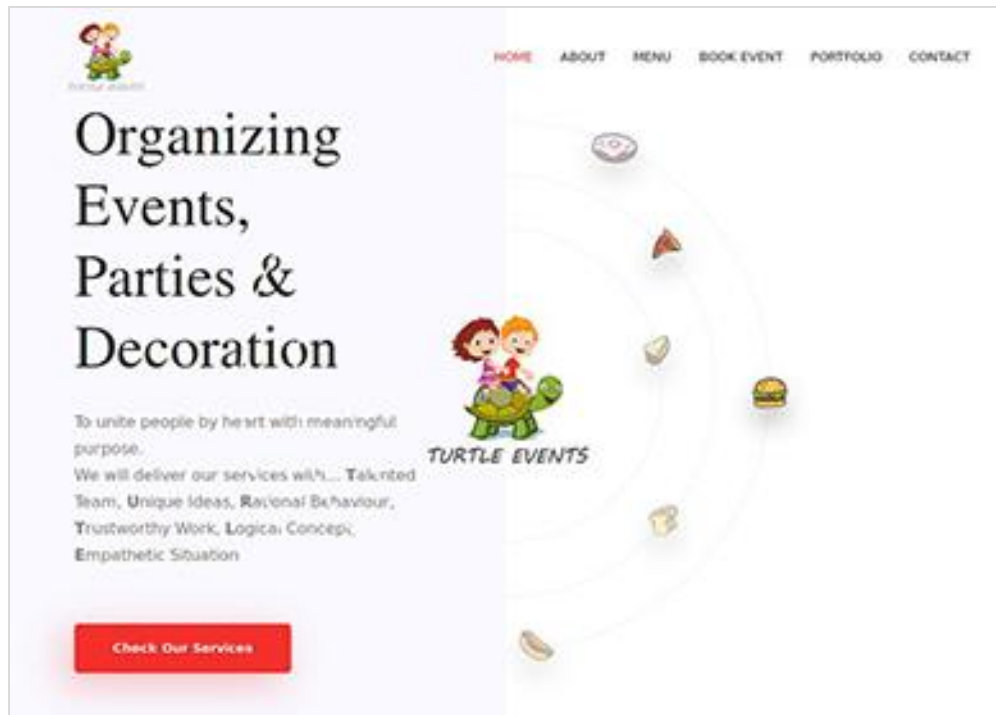 TURTLE EVENTS
HOME ABOUT MENU BOOK EVENT PORTFOLIO CONTACT
Organizing
Events,
Parties &
Decoration
To unite people by heart with meaningful
purpose.
We will deliver our services with... Talented
Team, Unique Ideas, Rational Behaviour,
Trustworthy Work, Logical Concept,
Empathetic Situation
TURTLE EVENTS
Check Our Services